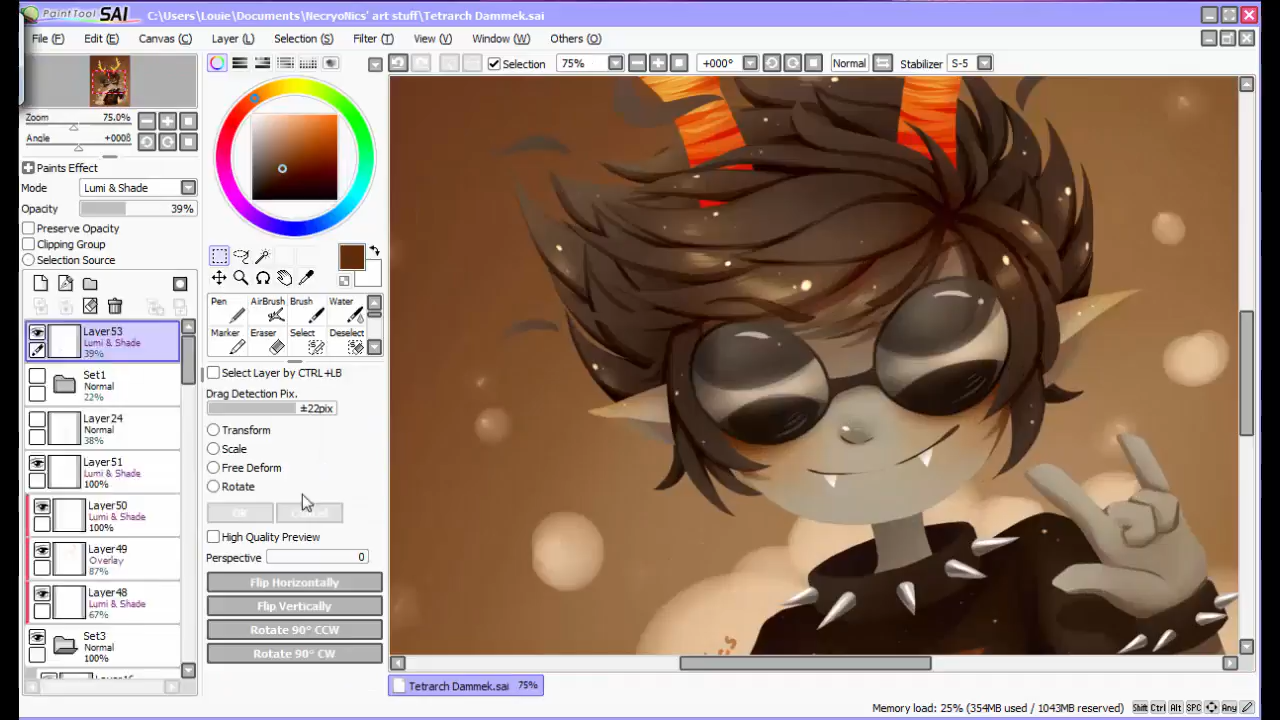 PaintTool SAI C:\Users\Louie\Documents\NecryoNics' art stuff\Tetrarch Dammek.sai
File (F) Edit (E) Canvas (C) Layer (L) Selection (S) Filter (T) View (V) Window (W) Others (O)
Selection 75% +000° Normal Stabilizer S-5
Zoom 75.0%
Angle +000ß
Paints Effect
Mode Lumi & Shade
Opacity 39%
Preserve Opacity
Clipping Group
Selection Source
Layer53
Lumi & Shade
39%
Set1
Normal
22%
Layer24
Normal
38%
Layer51
Lumi & Shade
100%
Layer50
Lumi & Shade
100%
Layer49
Overlay
87%
Layer48
Lumi & Shade
67%
Set3
Normal
100%
Pen AirBrush Brush Water
Marker Eraser Select Deselect
Select Layer by CTRL+LB
Drag Detection Pix.
±22pix
Transform
Scale
Free Deform
Rotate
OK
High Quality Preview
Perspective 0
Flip Horizontally
Flip Vertically
Rotate 90° CCW
Rotate 90° CW
Tetrarch Dammek.sai 75%
Memory load: 25% (354MB used / 1043MB reserved) Shift Ctrl Alt SPC Any